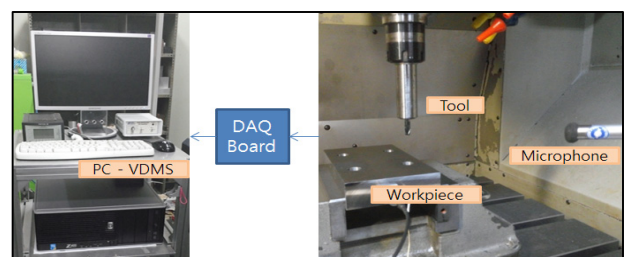 PC - VDMS
DAQ
Board
Tool
Microphone
Workpiece